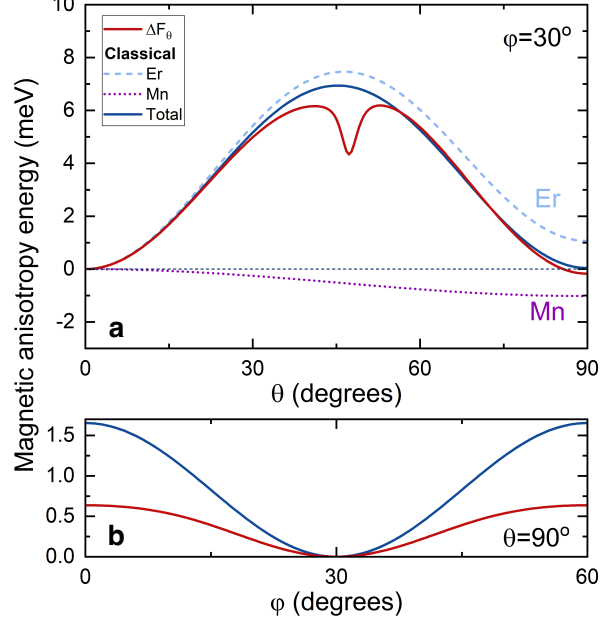 Magnetic anisotropy energy (meV)
10
8
6
4
2
0
-2
ΔFθ
Classical
Er
Mn
Total
φ=30°
Er
Mn
a
0
30
60
90
θ (degrees)
1.5
1.0
0.5
0.0
b
θ=90°
0
30
60
φ (degrees)